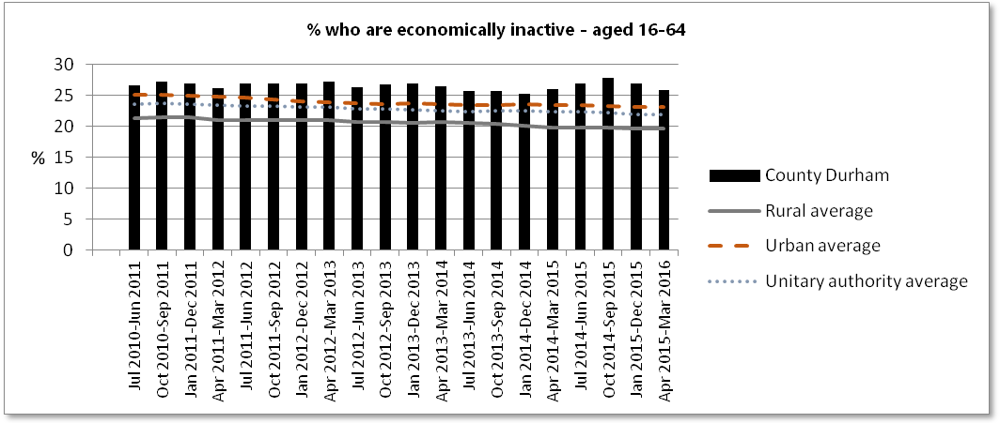 % who are economically inactive - aged 16-64
30
25
20
15
10
5
0
%
Jul 2010-Jun 2011
Oct 2010-Sep 2011
Jan 2011-Dec 2011
Apr 2011-Mar 2012
Jul 2011-Jun 2012
Oct 2011-Sep 2012
Jan 2012-Dec 2012
Apr 2012-Mar 2013
Jul 2012-Jun 2013
Oct 2012-Sep 2013
Jan 2013-Dec 2013
Apr 2013-Mar 2014
Jul 2013-Jun 2014
Oct 2013-Sep 2014
Jan 2014-Dec 2014
Apr 2014-Mar 2015
Jul 2014-Jun 2015
Oct 2014-Sep 2015
Jan 2015-Dec 2015
Apr 2015-Mar 2016
County Durham
Rural average
Urban average
Unitary authority average